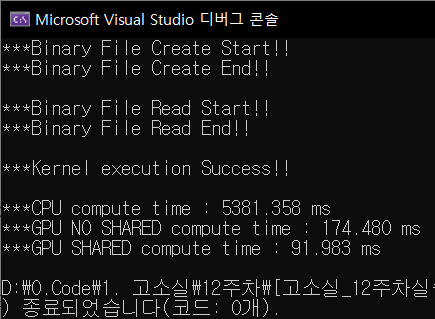 Microsoft Visual Studio 디버그 콘솔
***Binary File Create Start!!
***Binary File Create End!!
***Binary File Read Start!!
***Binary File Read End!!
***Kernel execution Success!!
***CPU compute time : 5381.358 ms
***GPU NO SHARED compute time : 174.480 ms
***GPU SHARED compute time : 91.983 ms
D:₩0.Code₩1. 고소실₩12주차₩[고소실_12주차실
) 종료되었습니다(코드: 0개).